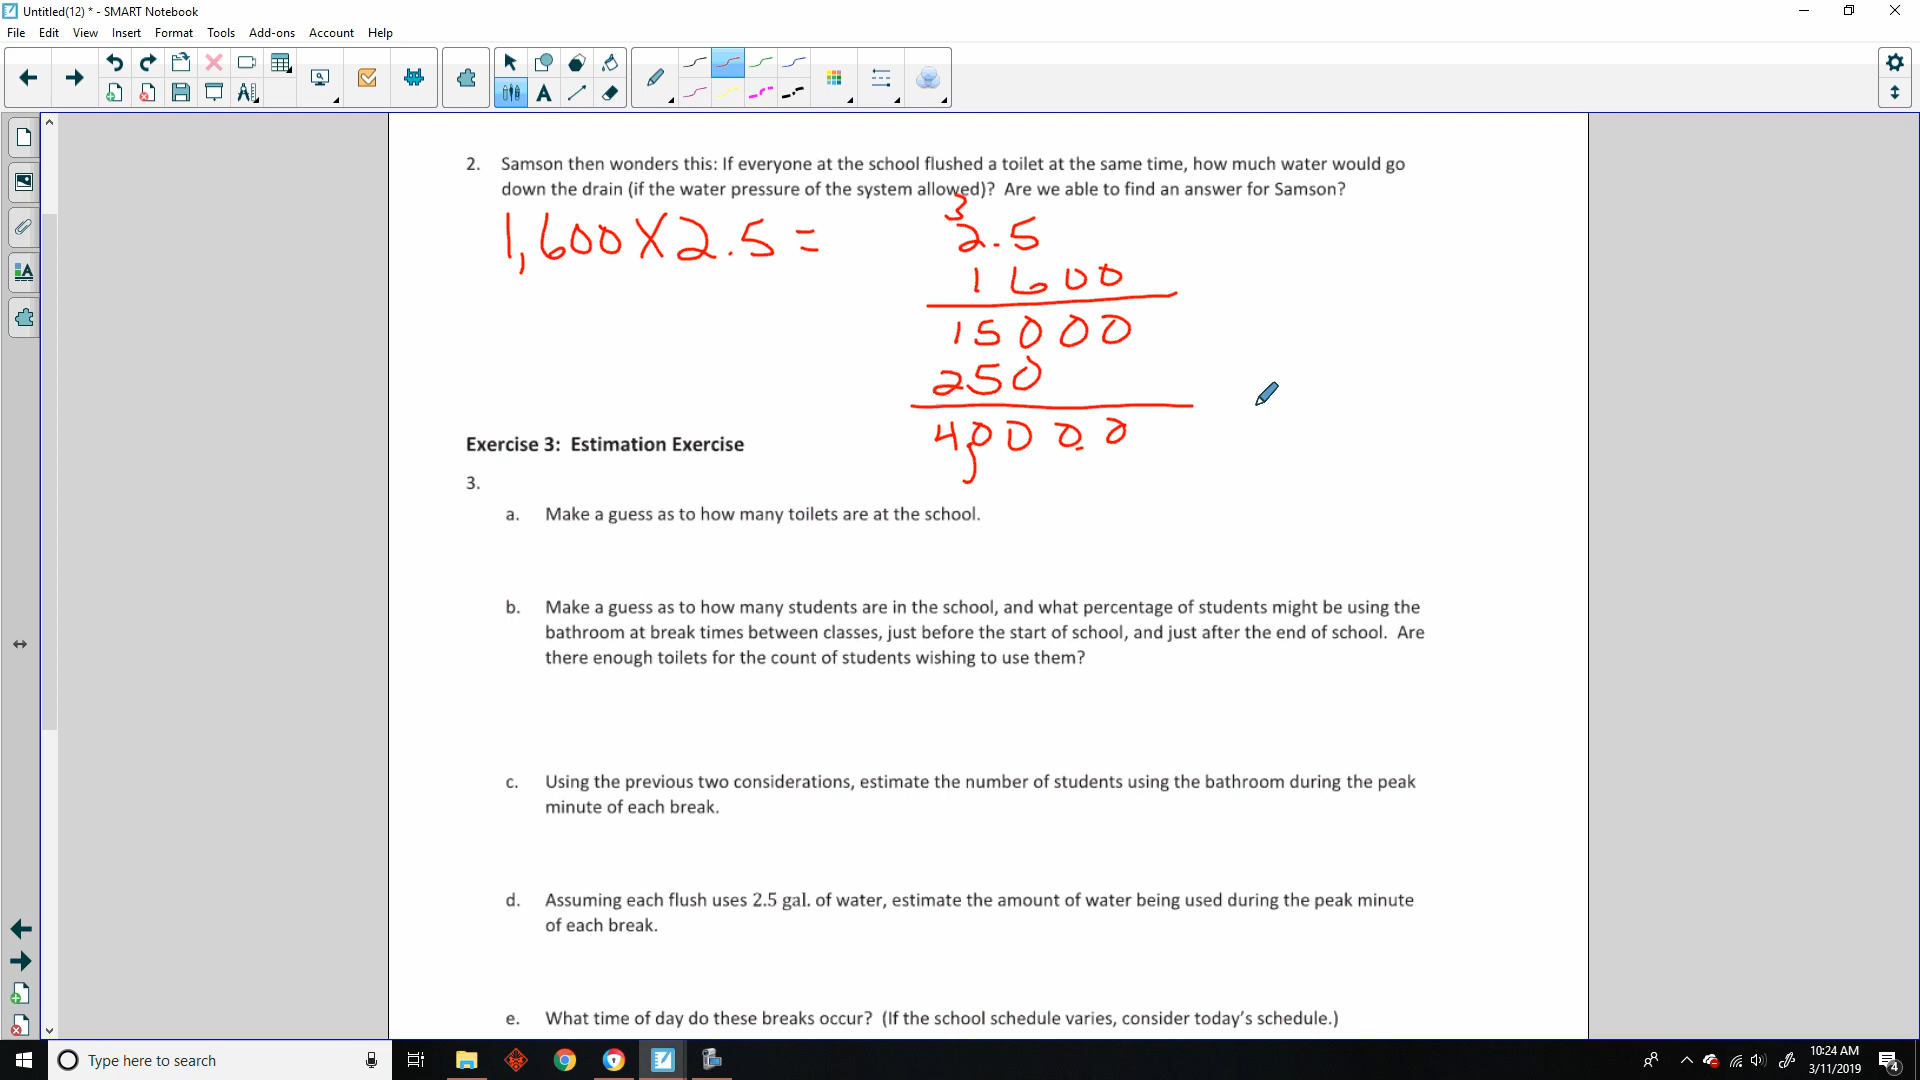 Untitled(12) * - SMART Notebook
File Edit View Insert Format Tools Add-ons Account Help
2. Samson then wonders this: If everyone at the school flushed a toilet at the same time, how much water would go
down the drain (if the water pressure of the system allowed)? Are we able to find an answer for Samson?
1,600 X 2.5 =
3
2.5
1600
15000
250
40000
Exercise 3: Estimation Exercise
3.
a. Make a guess as to how many toilets are at the school.
b. Make a guess as to how many students are in the school, and what percentage of students might be using the
bathroom at break times between classes, just before the start of school, and just after the end of school. Are
there enough toilets for the count of students wishing to use them?
c. Using the previous two considerations, estimate the number of students using the bathroom during the peak
minute of each break.
d. Assuming each flush uses 2.5 gal. of water, estimate the amount of water being used during the peak minute
of each break.
e. What time of day do these breaks occur? (If the school schedule varies, consider today's schedule.)
Type here to search
10:24 AM
3/11/2019
4